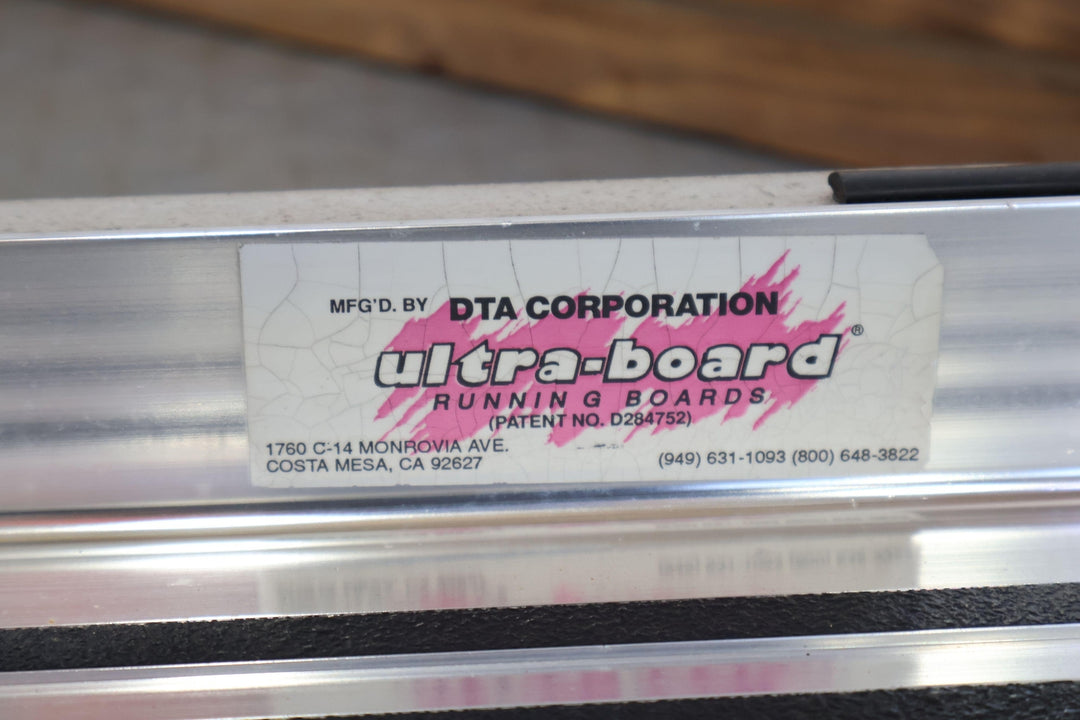 MFG'D. BY DTA CORPORATION
ultra-board®
RUNNING BOARDS
(PATENT NO. D284752)
1760 C-14 MONROVIA AVE.
COSTA MESA, CA 92627
(949) 631-1093 (800) 648-3822